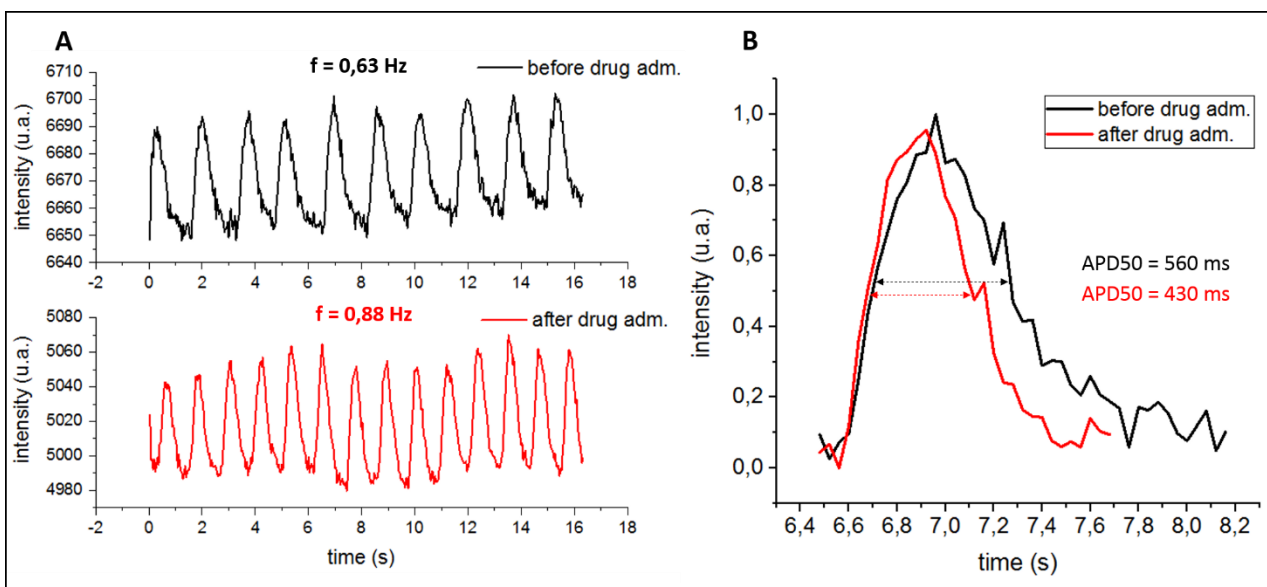 A
f = 0,63 Hz
before drug adm.
intensity (u.a.)
6710
6700
6690
6680
6670
6660
6650
6640
-2 0 2 4 6 8 10 12 14 16 18
f = 0,88 Hz
after drug adm.
intensity (u.a.)
5080
5060
5040
5020
5000
4980
-2 0 2 4 6 8 10 12 14 16 18
time (s)
B
before drug adm.
after drug adm.
intensity (u.a.)
1,0
0,8
0,6
0,4
0,2
0,0
APD50 = 560 ms
APD50 = 430 ms
6,4 6,6 6,8 7,0 7,2 7,4 7,6 7,8 8,0 8,2
time (s)